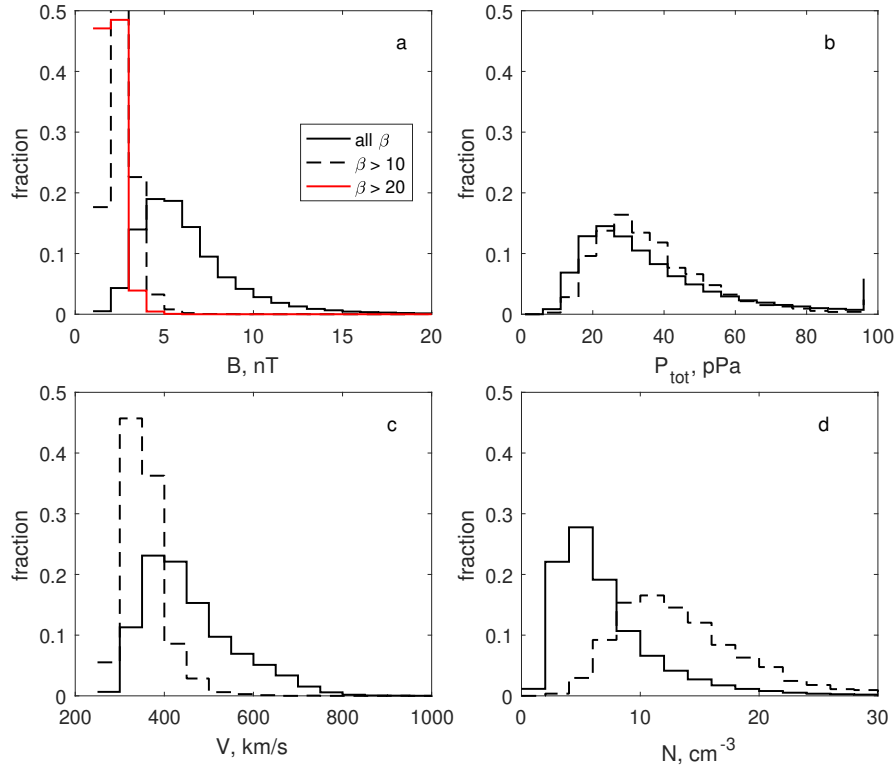 0.5
0.4
0.3
0.2
0.1
0
fraction
a
all β
β > 10
β > 20
0
5
10
15
20
B, nT
0.5
0.4
0.3
0.2
0.1
0
fraction
b
0
20
40
60
80
100
P_tot, pPa
0.5
0.4
0.3
0.2
0.1
0
fraction
c
200
400
600
800
1000
V, km/s
0.5
0.4
0.3
0.2
0.1
0
fraction
d
0
10
20
30
N, cm^-3